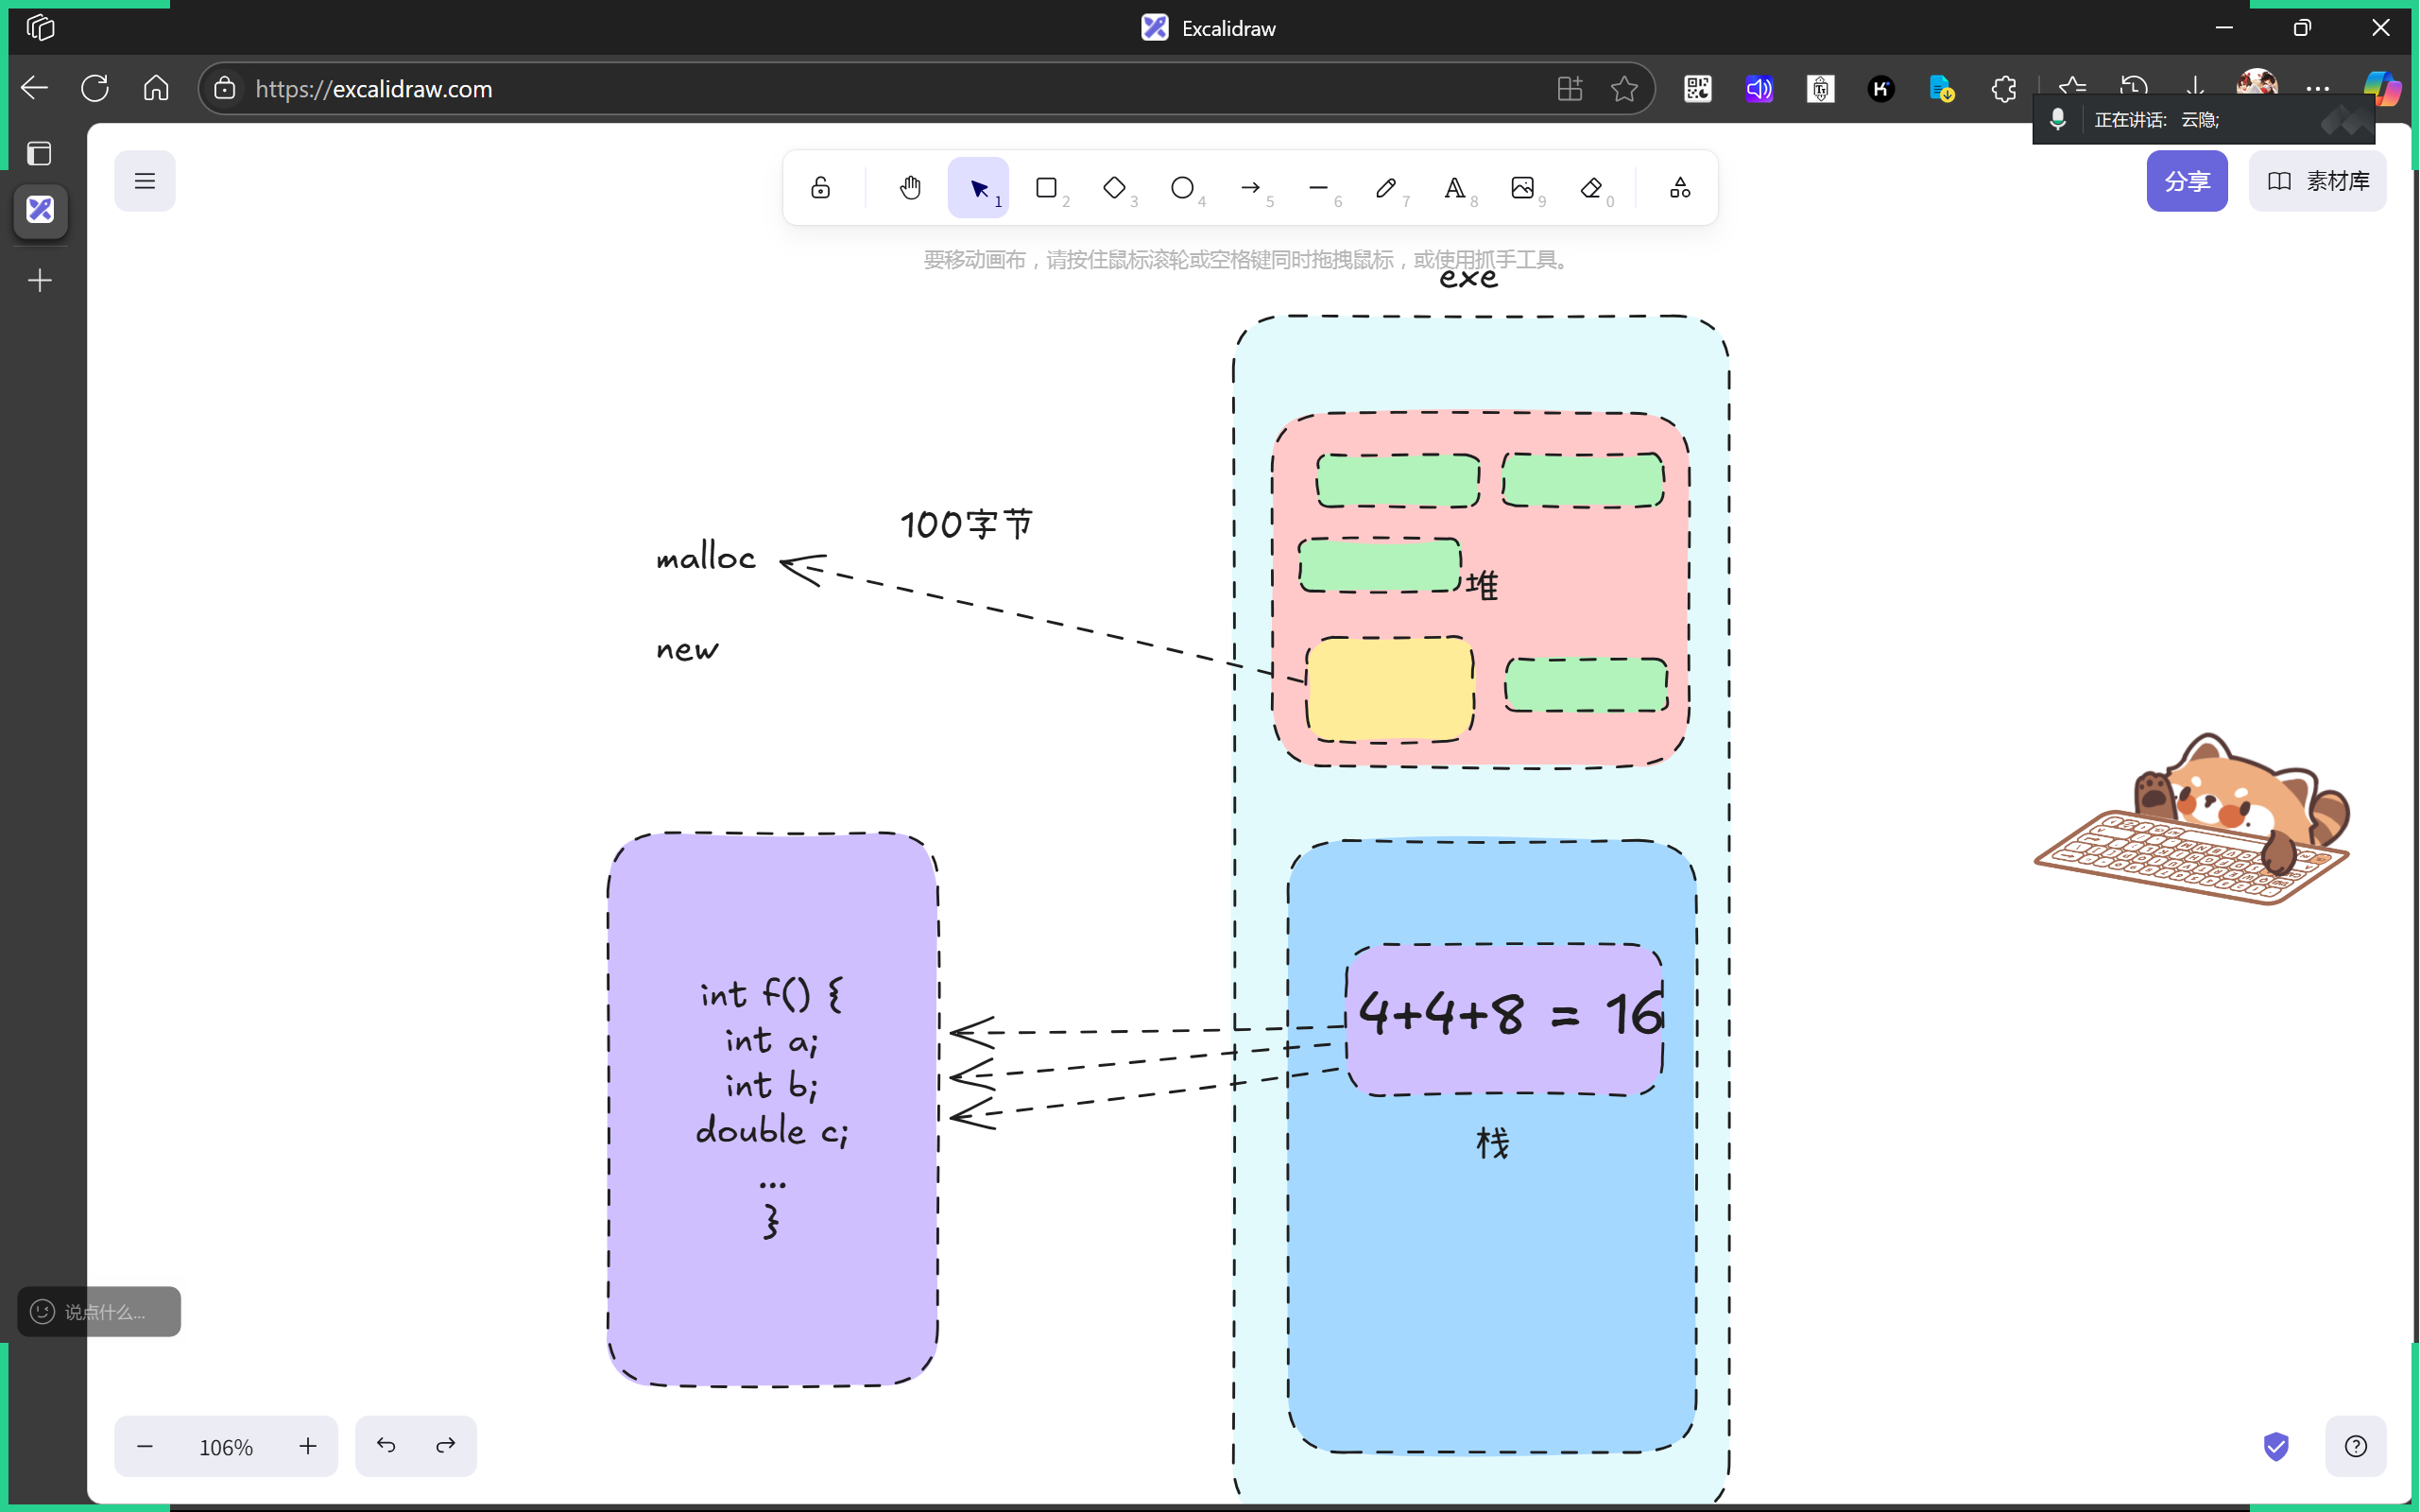 Excalidraw
https://excalidraw.com
正在讲话: 云隐;
1
2
3
4
5
6
7
8
9
0
分享
素材库
要移动画布，请按住鼠标滚轮或空格键同时拖拽鼠标，或使用抓手工具。
exe
100字节
malloc
堆
new
int f() {
int a;
int b;
double c;
...
}
4+4+8 = 16
栈
说点什么...
106%